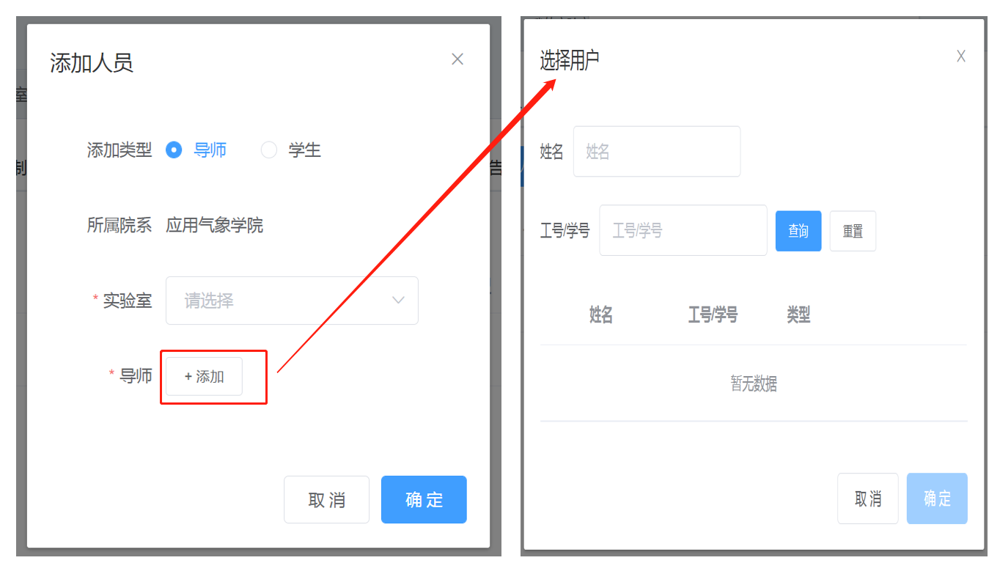 添加人员
添加类型 导师 学生
所属院系 应用气象学院
* 实验室 请选择
* 导师 + 添加
取消 确定
选择用户 X
姓名 姓名
工号/学号 工号/学号 查询 重置
姓名 工号/学号 类型
暂无数据
取消 确定
室
制
告